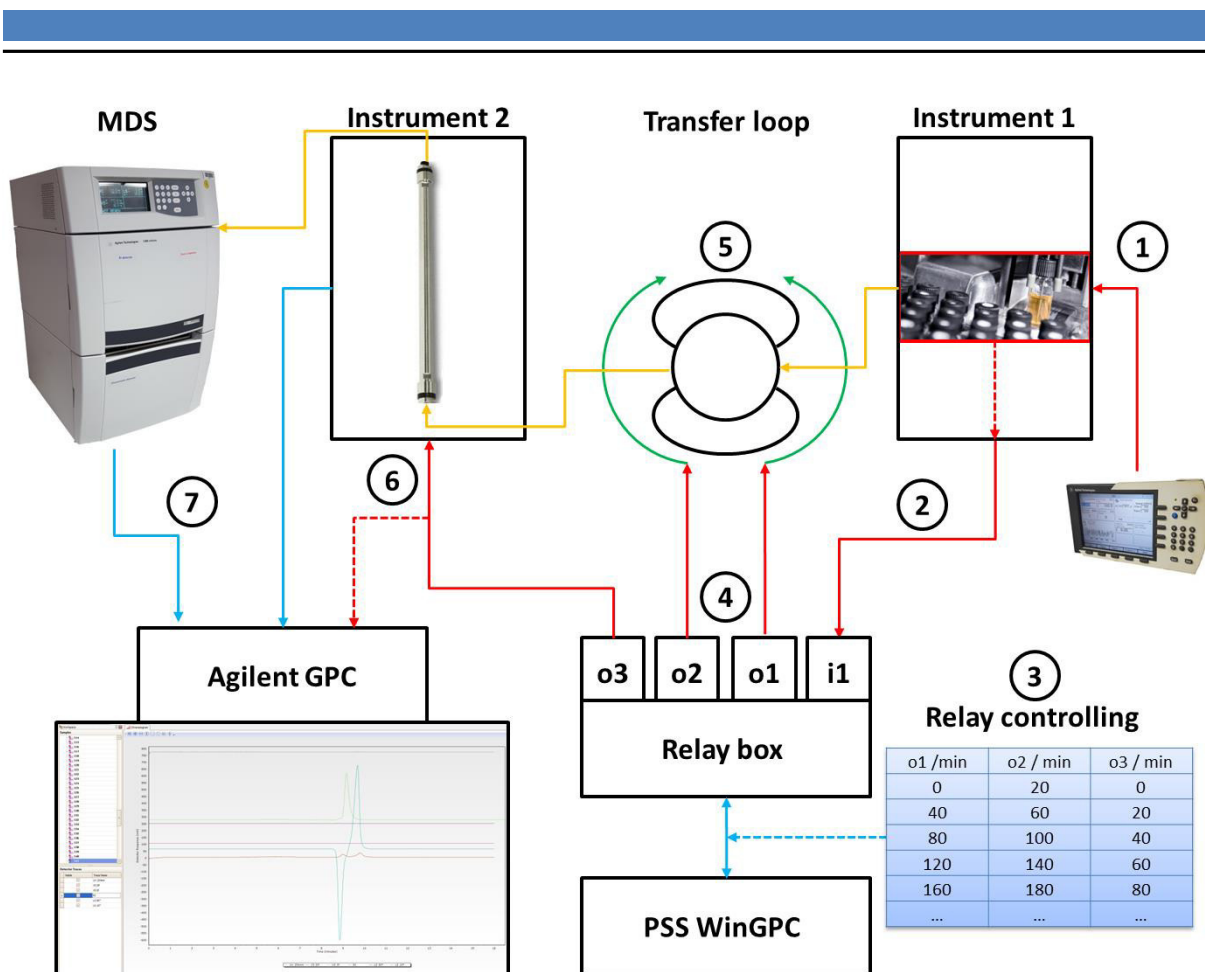 MDS
Instrument 2
Transfer loop
Instrument 1
5
1
6
7
2
4
Agilent GPC
o3
o2
o1
i1
Relay box
3
Relay controlling
o1 /min o2 / min o3 / min
0 20 0
40 60 20
80 100 40
120 140 60
160 180 80
... ... ...
PSS WinGPC